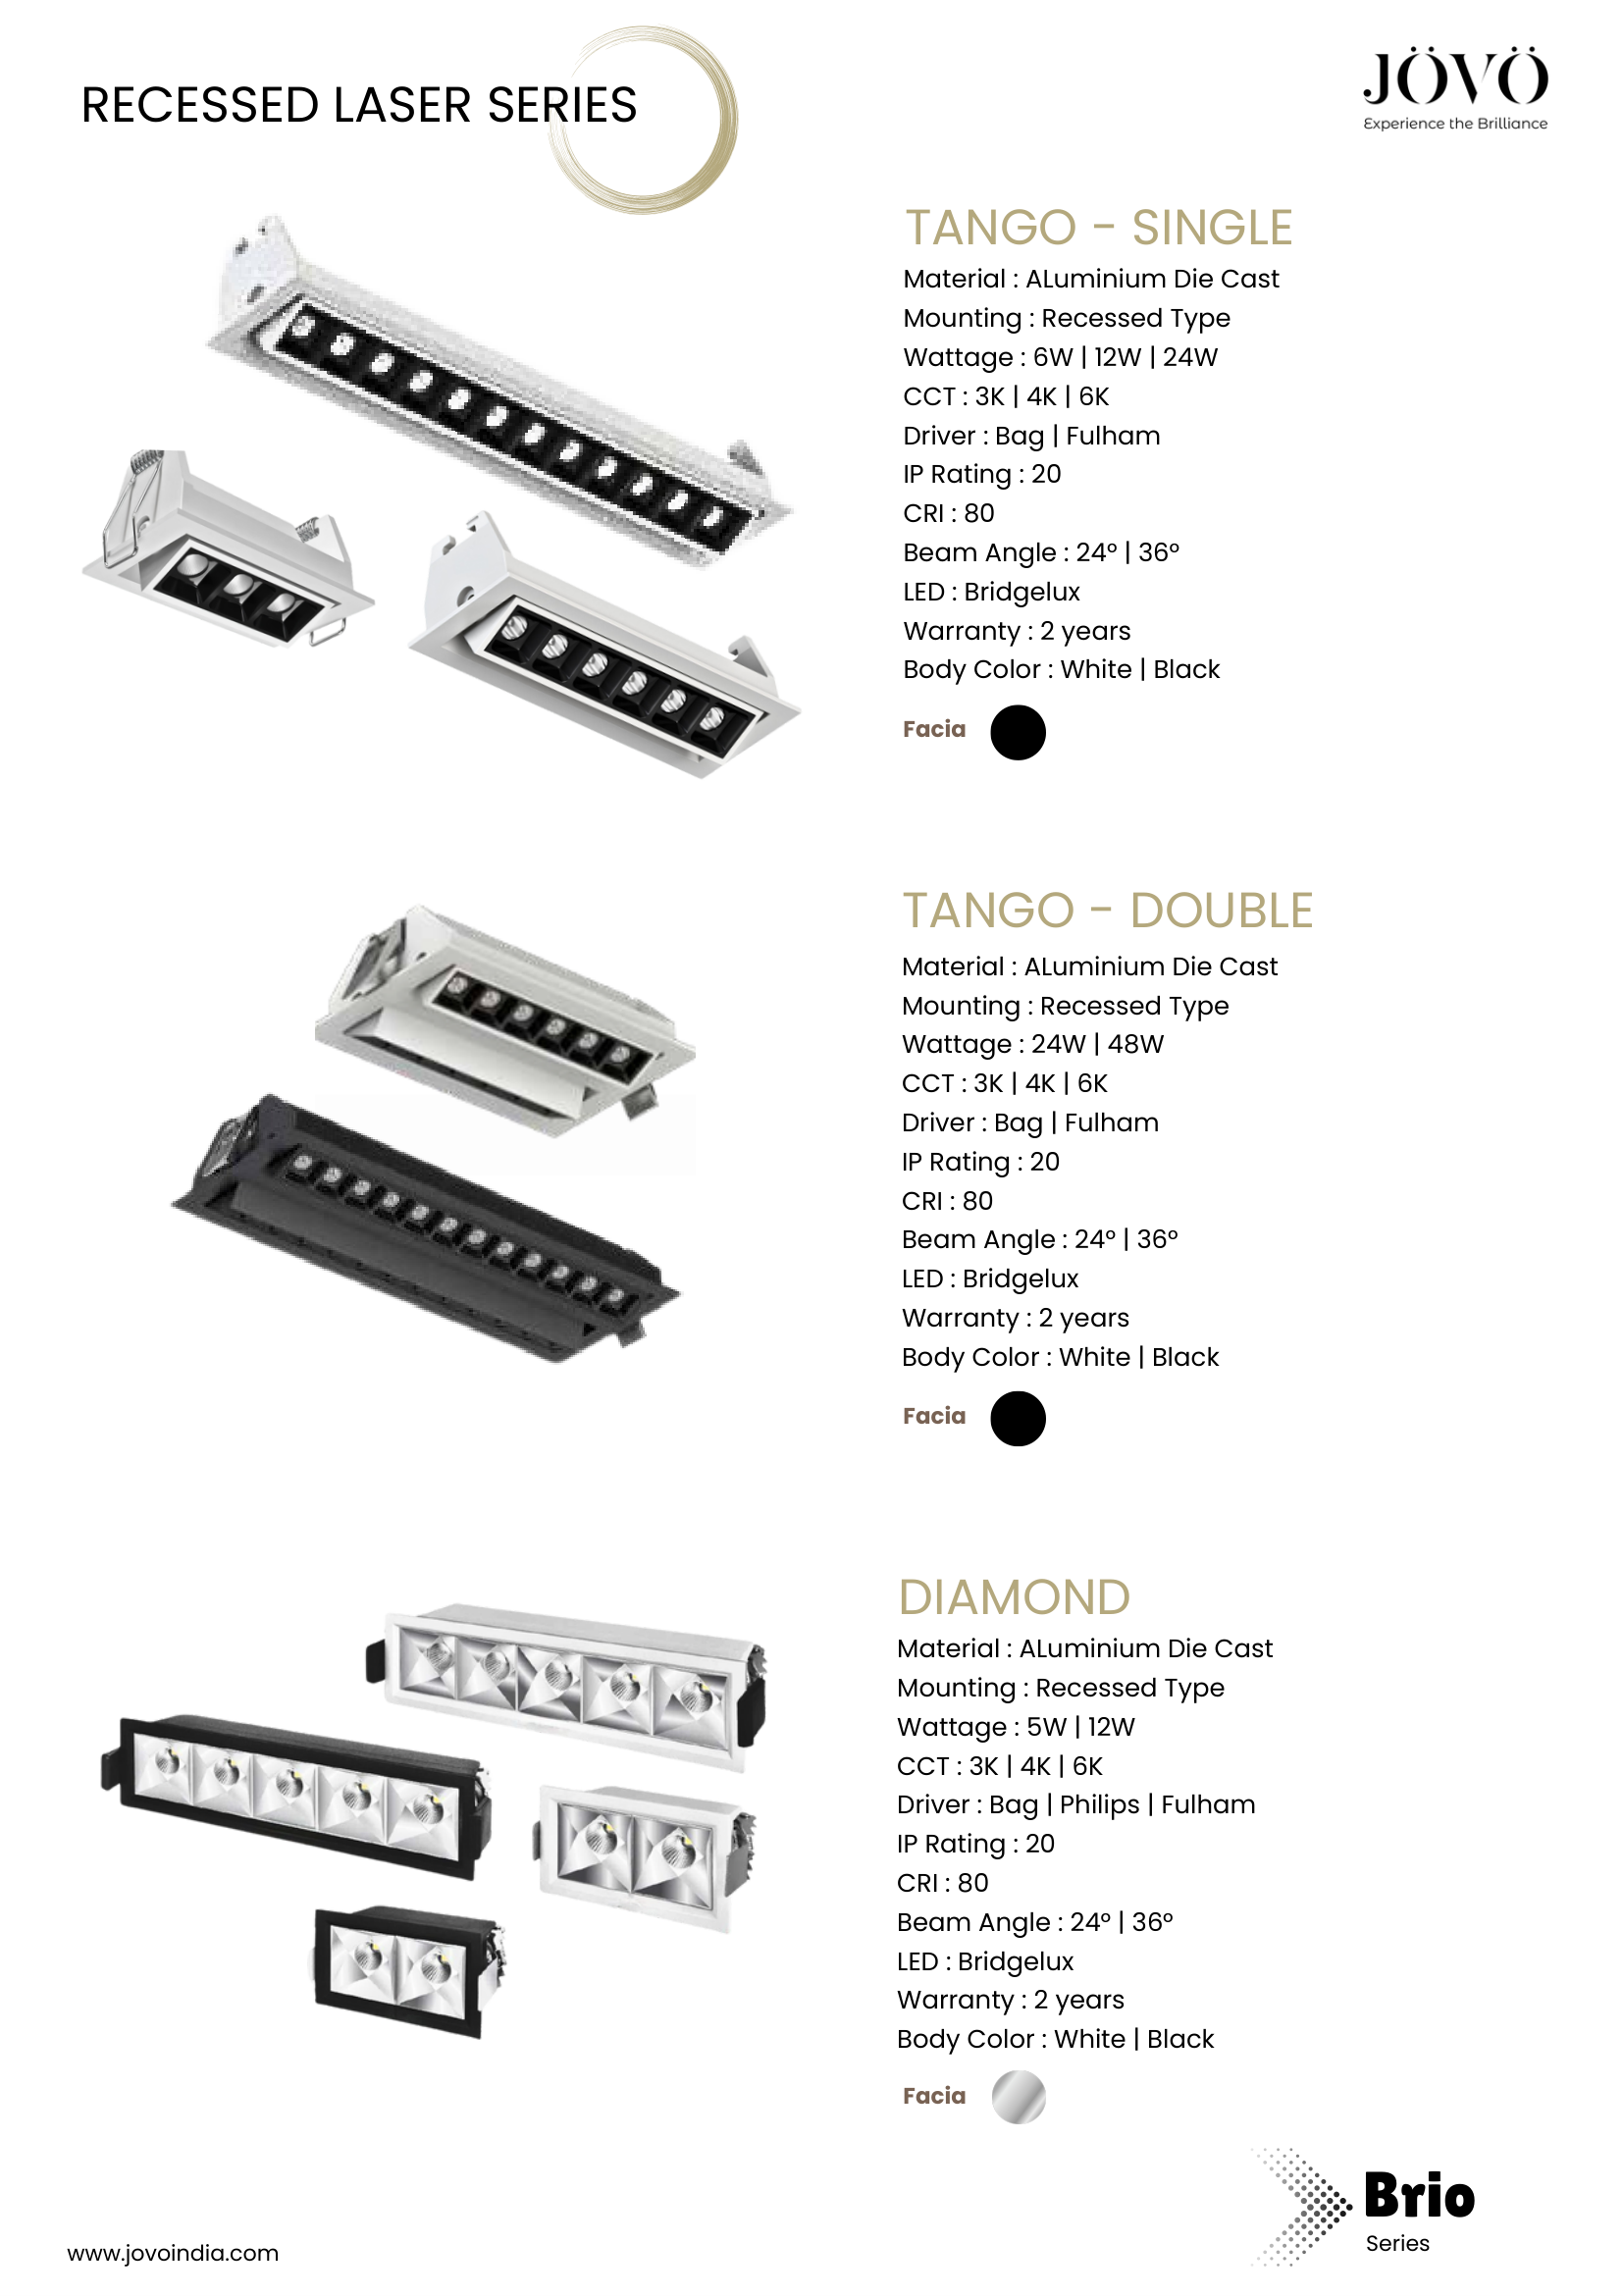 RECESSED LASER SERIES
JÖVÖ
Experience the Brilliance
TANGO - SINGLE
Material : ALuminium Die Cast
Mounting : Recessed Type
Wattage : 6W | 12W | 24W
CCT : 3K | 4K | 6K
Driver : Bag | Fulham
IP Rating : 20
CRI : 80
Beam Angle : 24° | 36°
LED : Bridgelux
Warranty : 2 years
Body Color : White | Black
Facia
TANGO - DOUBLE
Material : ALuminium Die Cast
Mounting : Recessed Type
Wattage : 24W | 48W
CCT : 3K | 4K | 6K
Driver : Bag | Fulham
IP Rating : 20
CRI : 80
Beam Angle : 24° | 36°
LED : Bridgelux
Warranty : 2 years
Body Color : White | Black
Facia
DIAMOND
Material : ALuminium Die Cast
Mounting : Recessed Type
Wattage : 5W | 12W
CCT : 3K | 4K | 6K
Driver : Bag | Philips | Fulham
IP Rating : 20
CRI : 80
Beam Angle : 24° | 36°
LED : Bridgelux
Warranty : 2 years
Body Color : White | Black
Facia
Brio
Series
www.jovoindia.com